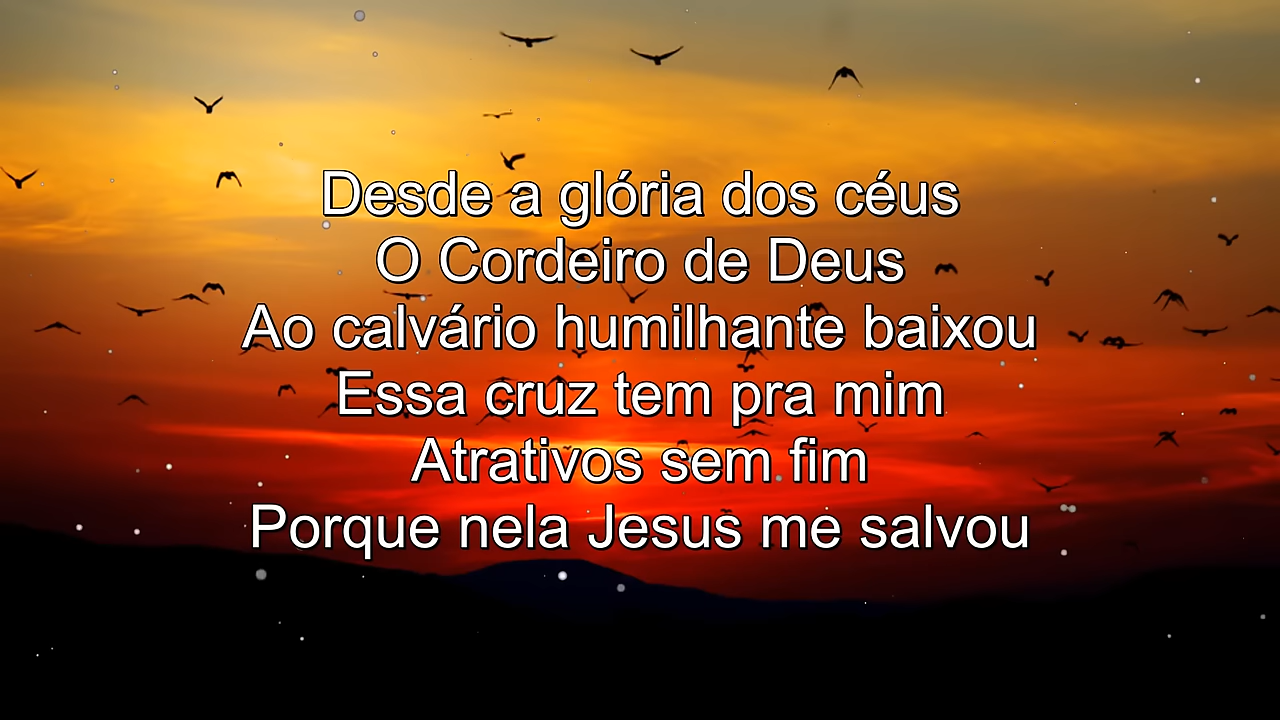 Desde a glória dos céus
O Cordeiro de Deus
Ao calvário humilhante baixou
Essa cruz tem pra mim
Atrativos sem fim
Porque nela Jesus me salvou